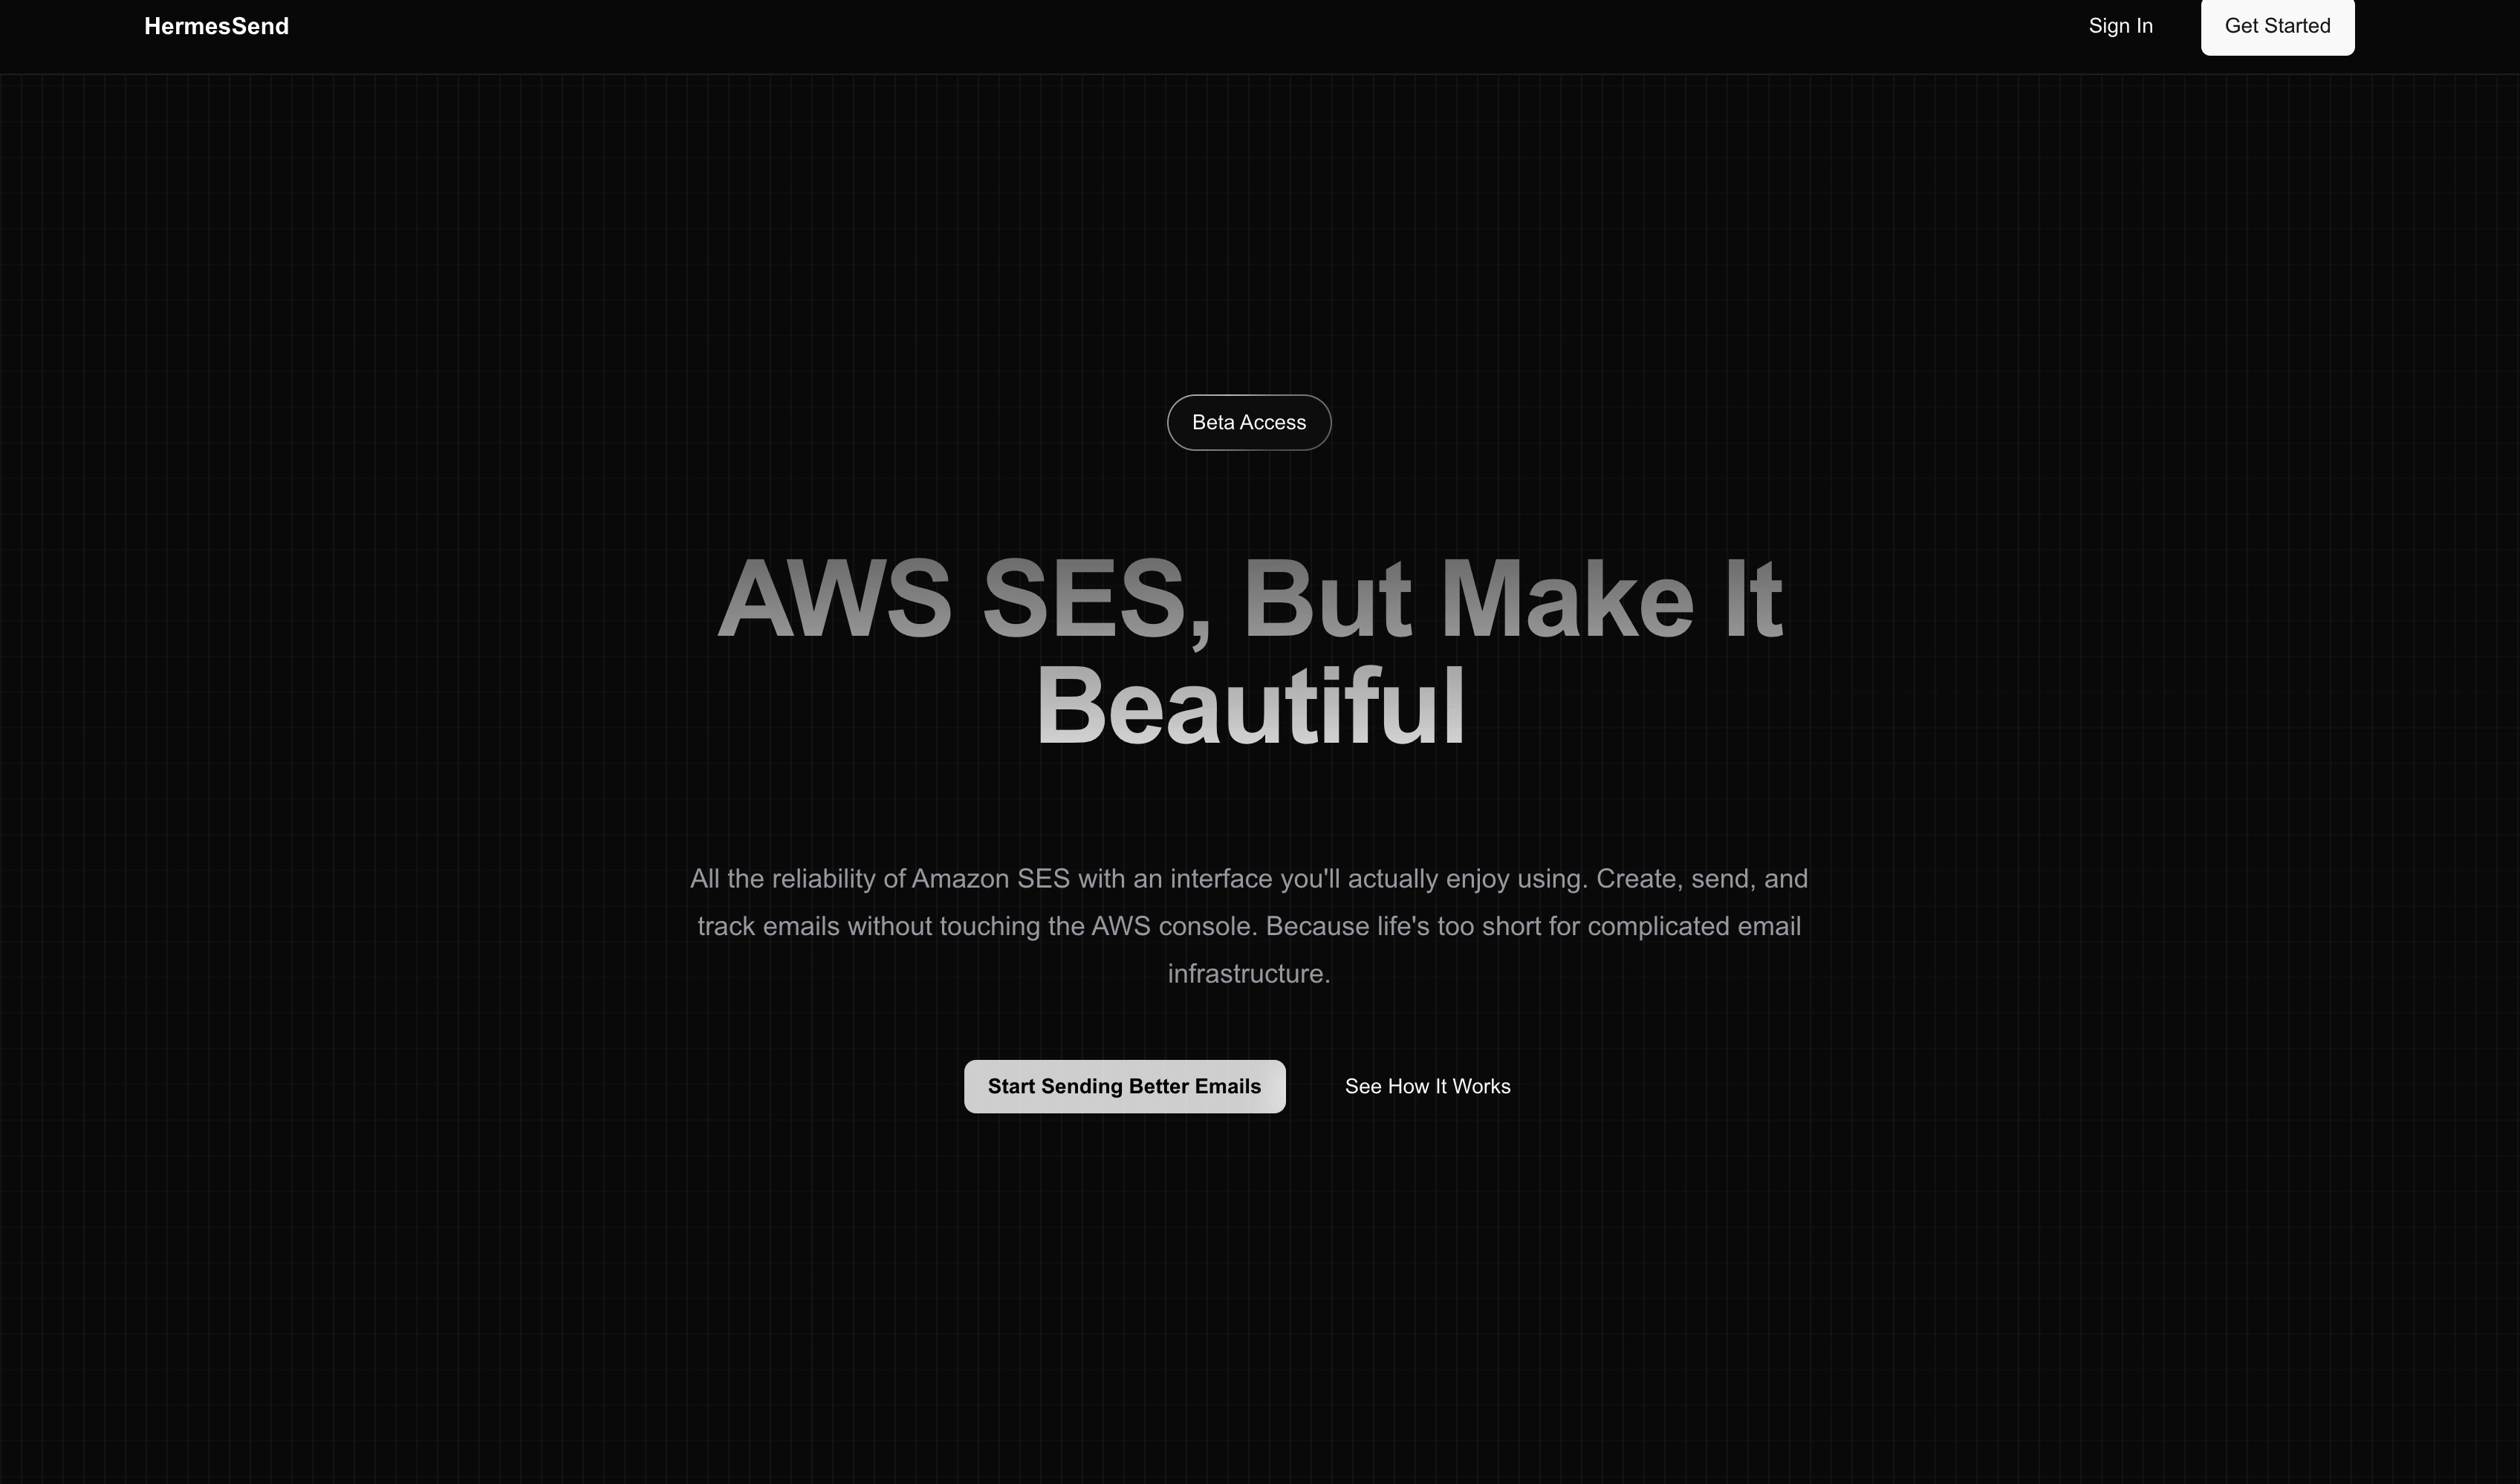 HermesSend
Sign In
Get Started
Beta Access
AWS SES, But Make It
Beautiful
All the reliability of Amazon SES with an interface you'll actually enjoy using. Create, send, and
track emails without touching the AWS console. Because life's too short for complicated email
infrastructure.
Start Sending Better Emails
See How It Works